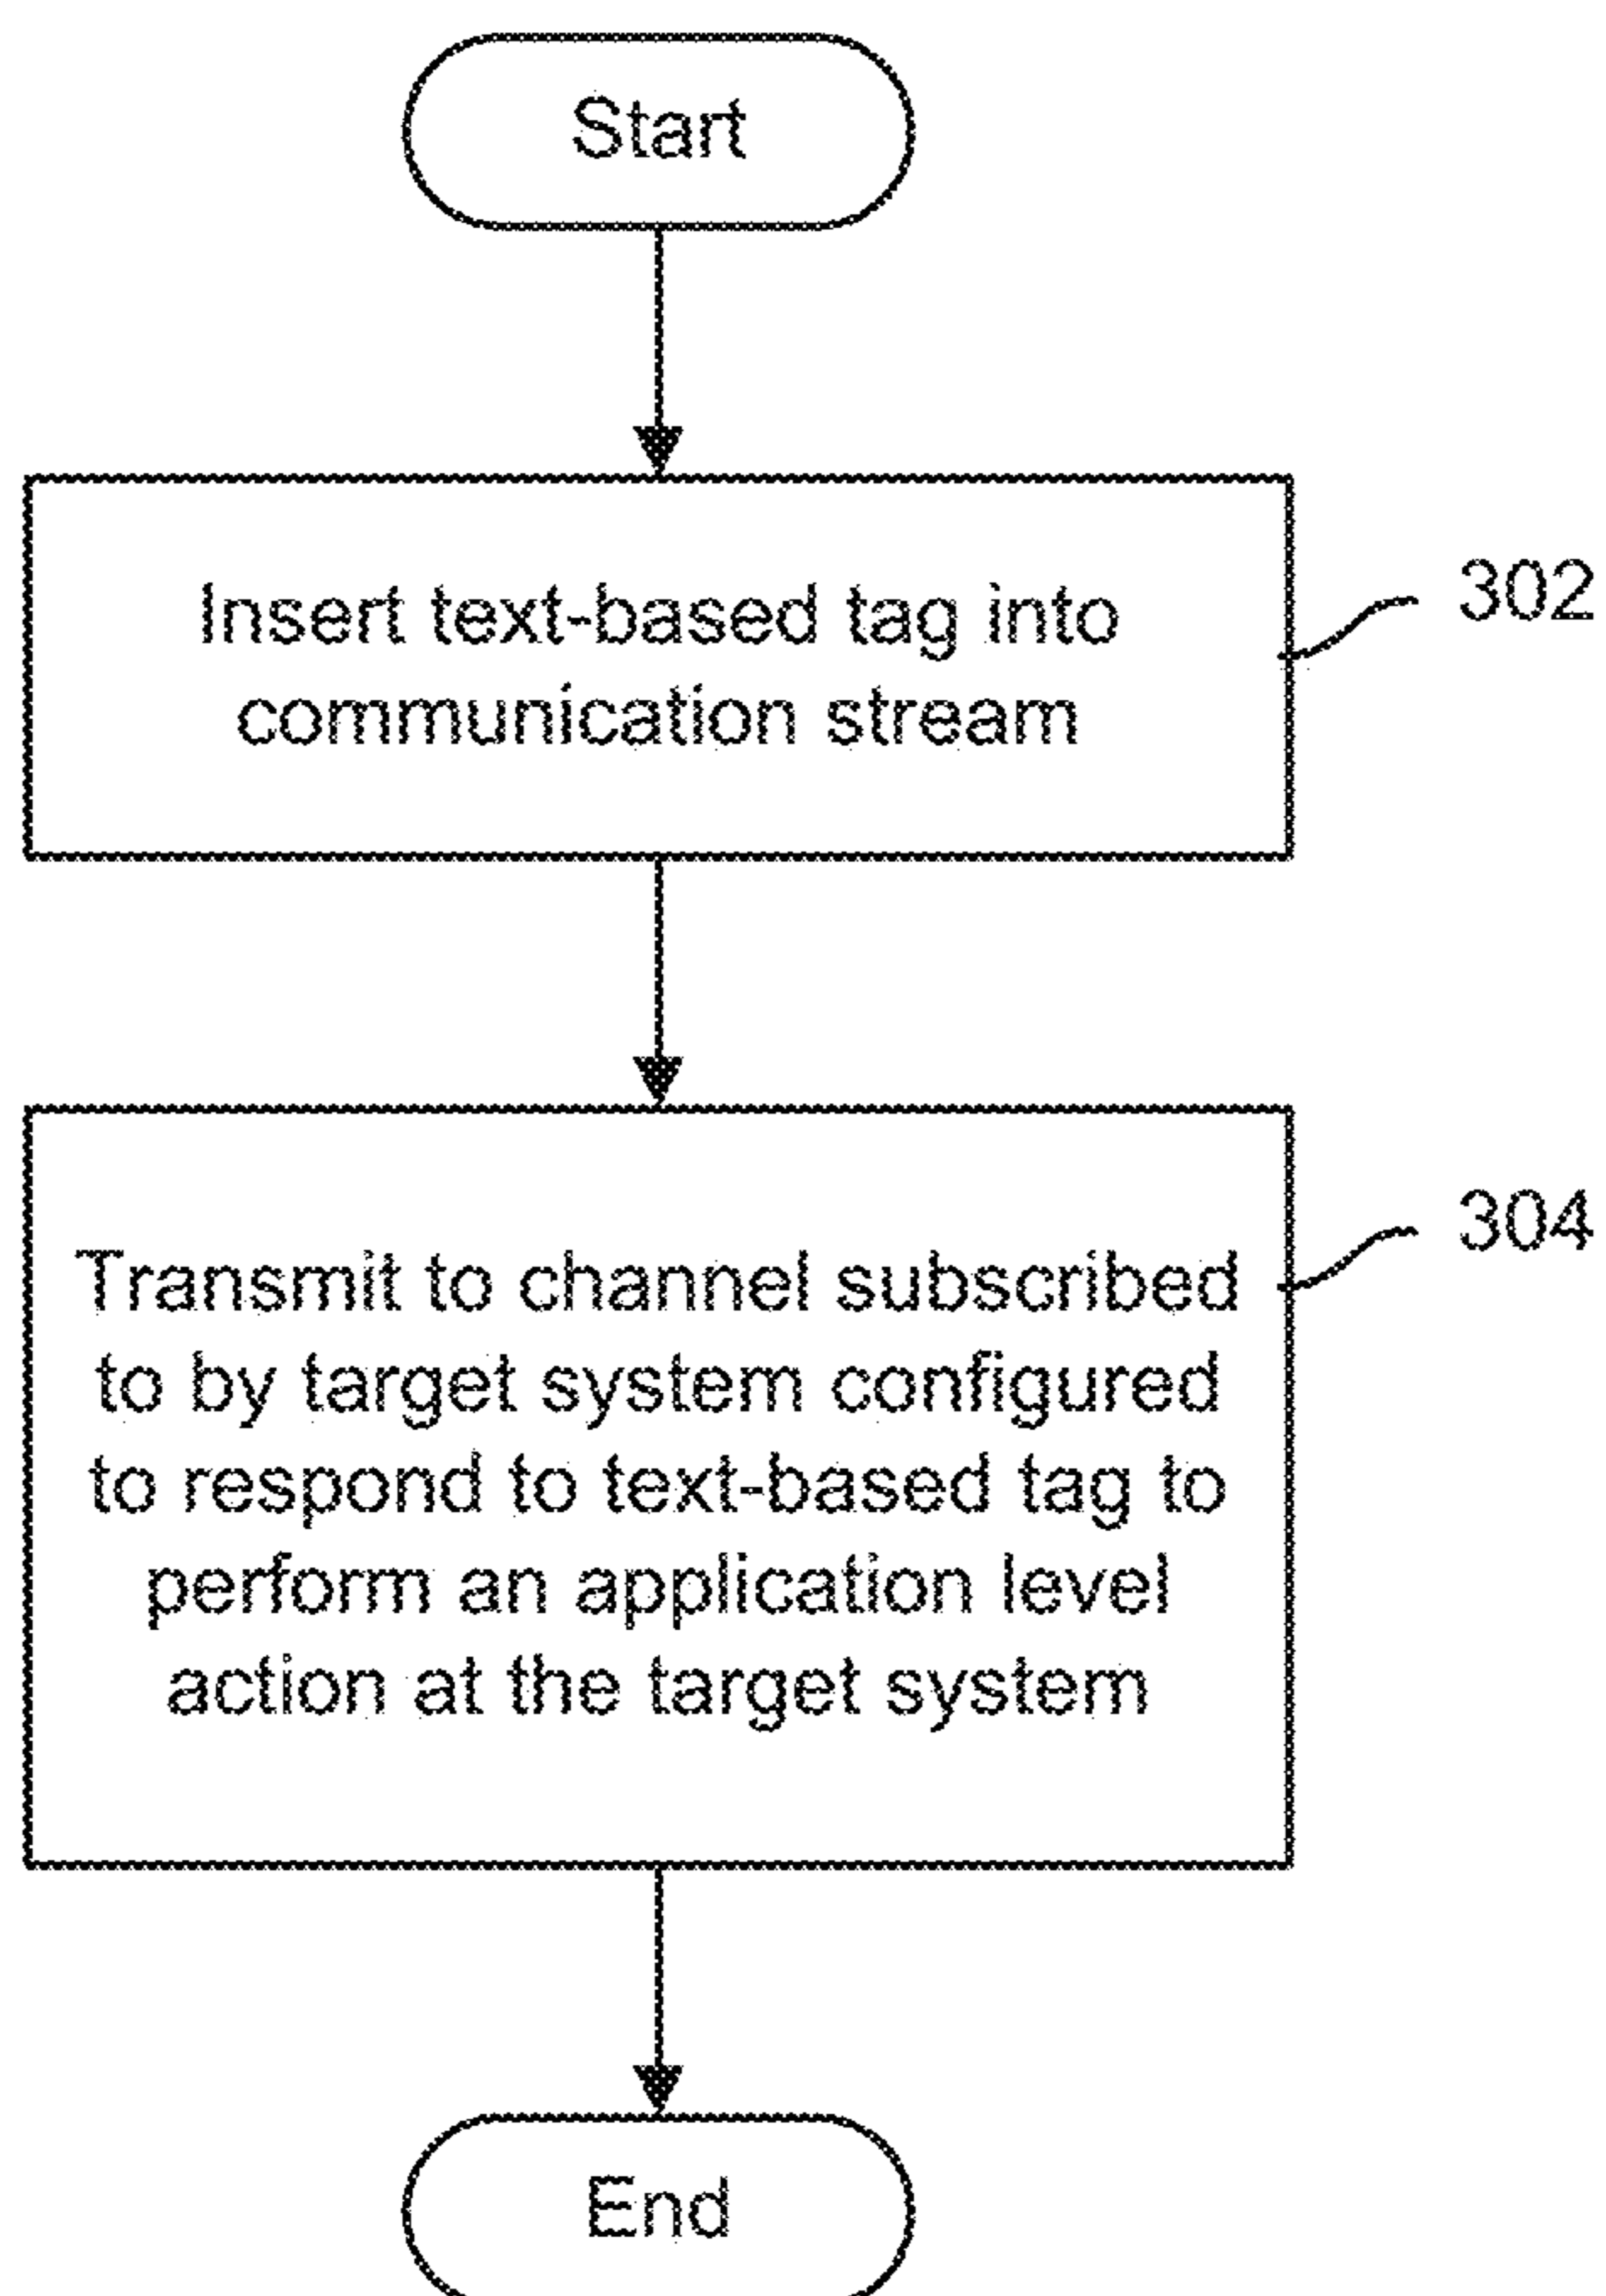 Start
Insert text-based tag into
communication stream
302
Transmit to channel subscribed
to by target system configured
to respond to text-based tag to
perform an application level
action at the target system
304
End